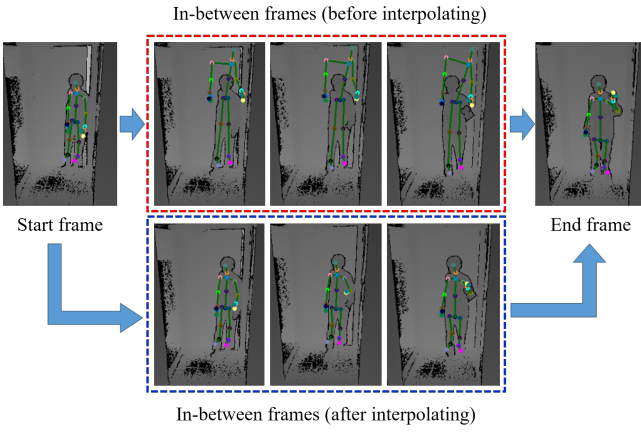 In-between frames (before interpolating)
Start frame
End frame
In-between frames (after interpolating)